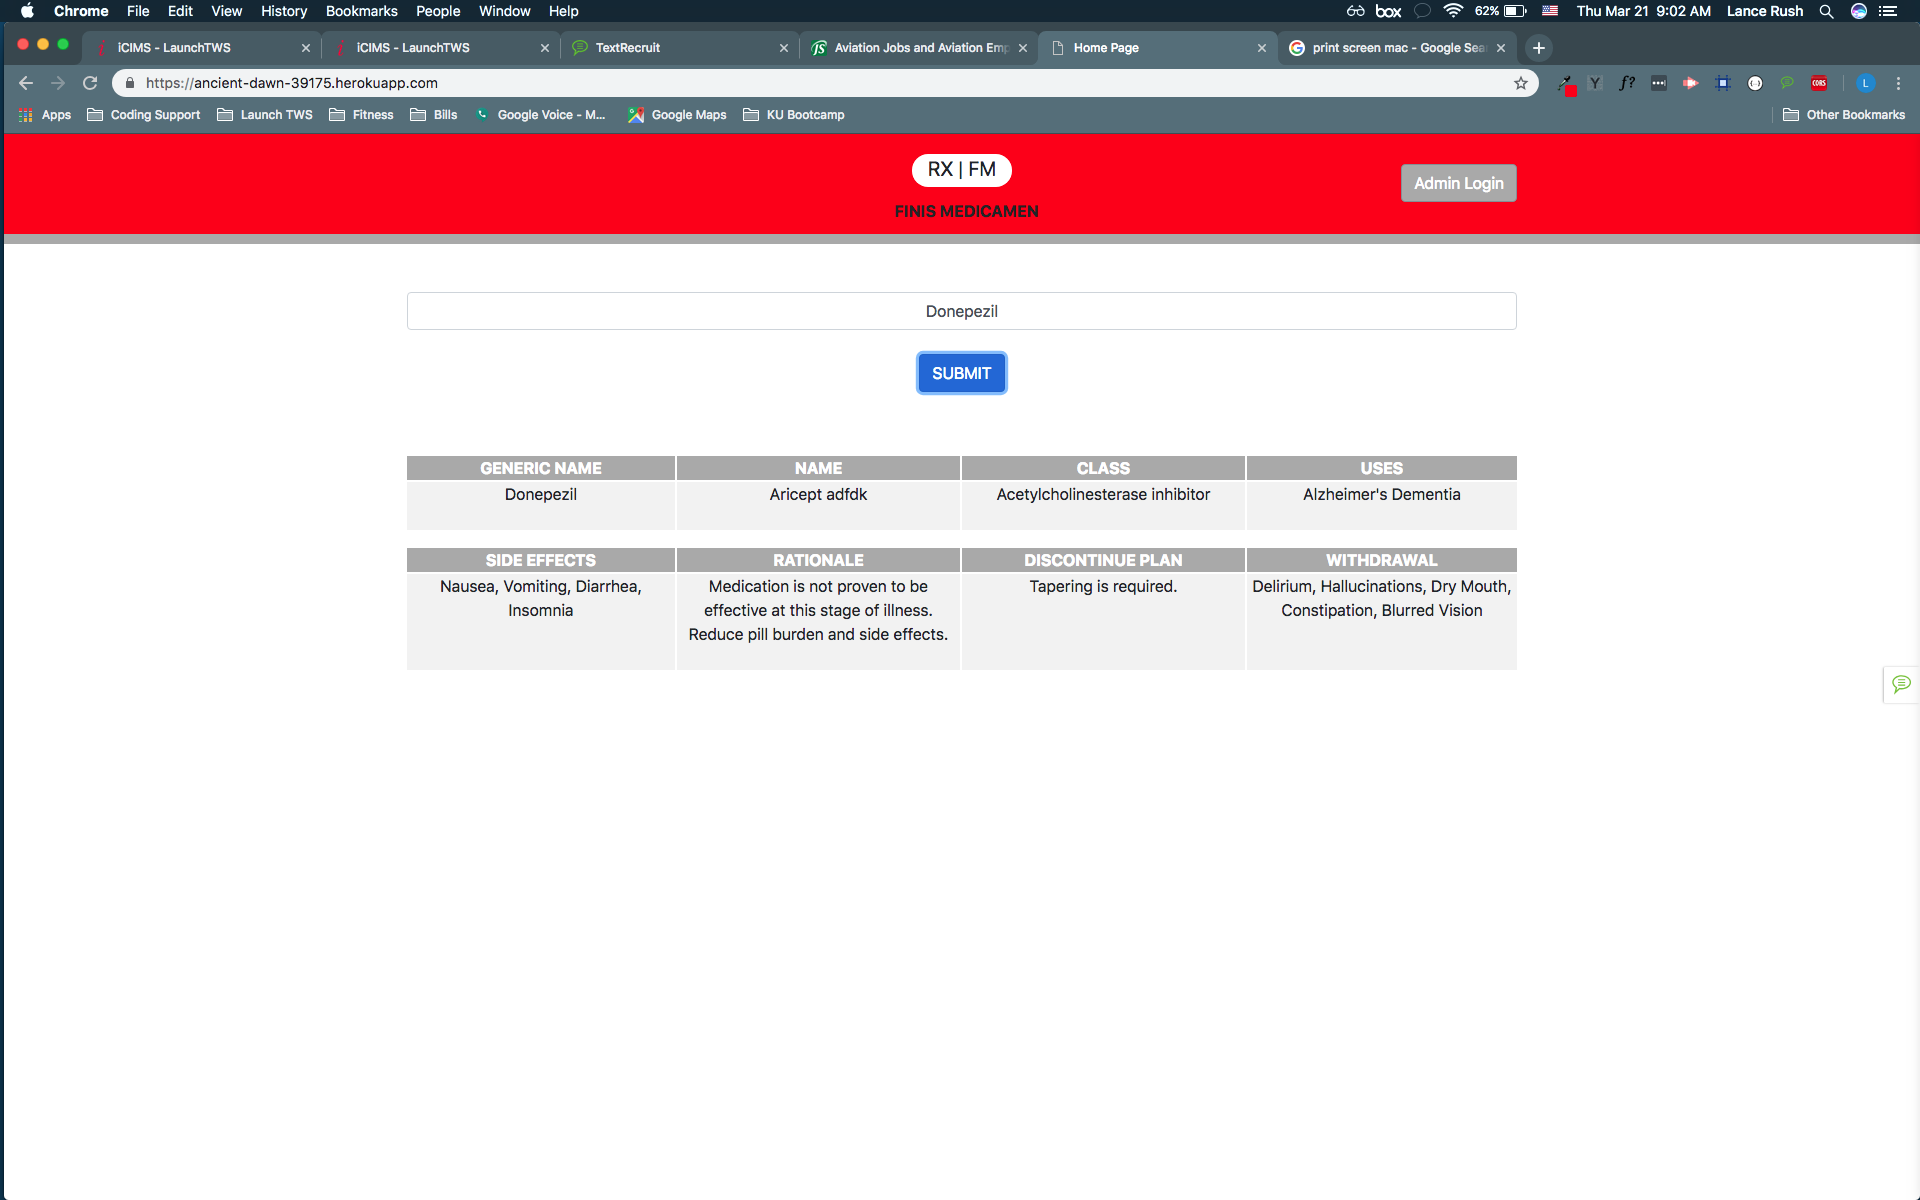 Chrome File Edit View History Bookmarks People Window Help box 62% Thu Mar 21 9:02 AM Lance Rush
iCIMS - LaunchTWS iCIMS - LaunchTWS TextRecruit Aviation Jobs and Aviation Emp Home Page print screen mac - Google Sea
https://ancient-dawn-39175.herokuapp.com Y f? CORS L
Apps Coding Support Launch TWS Fitness Bills Google Voice - M... Google Maps KU Bootcamp Other Bookmarks
RX | FM
Admin Login
FINIS MEDICAMEN
Donepezil
SUBMIT
GENERIC NAME NAME CLASS USES
Donepezil Aricept adfdk Acetylcholinesterase inhibitor Alzheimer's Dementia
SIDE EFFECTS RATIONALE DISCONTINUE PLAN WITHDRAWAL
Nausea, Vomiting, Diarrhea, Medication is not proven to be Tapering is required. Delirium, Hallucinations, Dry Mouth,
Insomnia effective at this stage of illness. Constipation, Blurred Vision
Reduce pill burden and side effects.